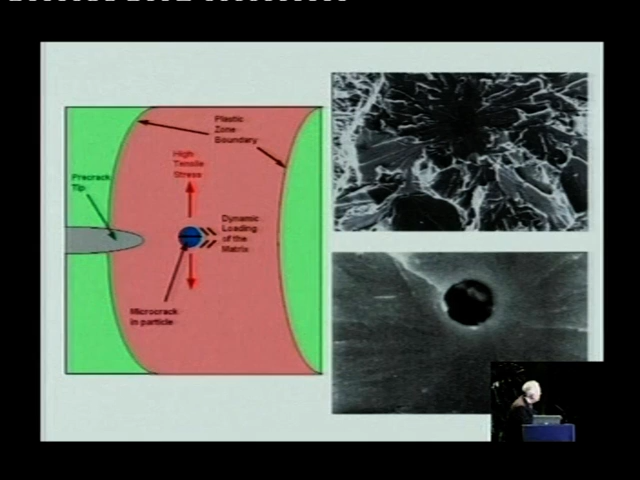 Plastic
Zone
Boundary
High
Tensile
Stress
Precrack
Tip
Dynamic
Loading
of the
Matrix
Microcrack
in particle